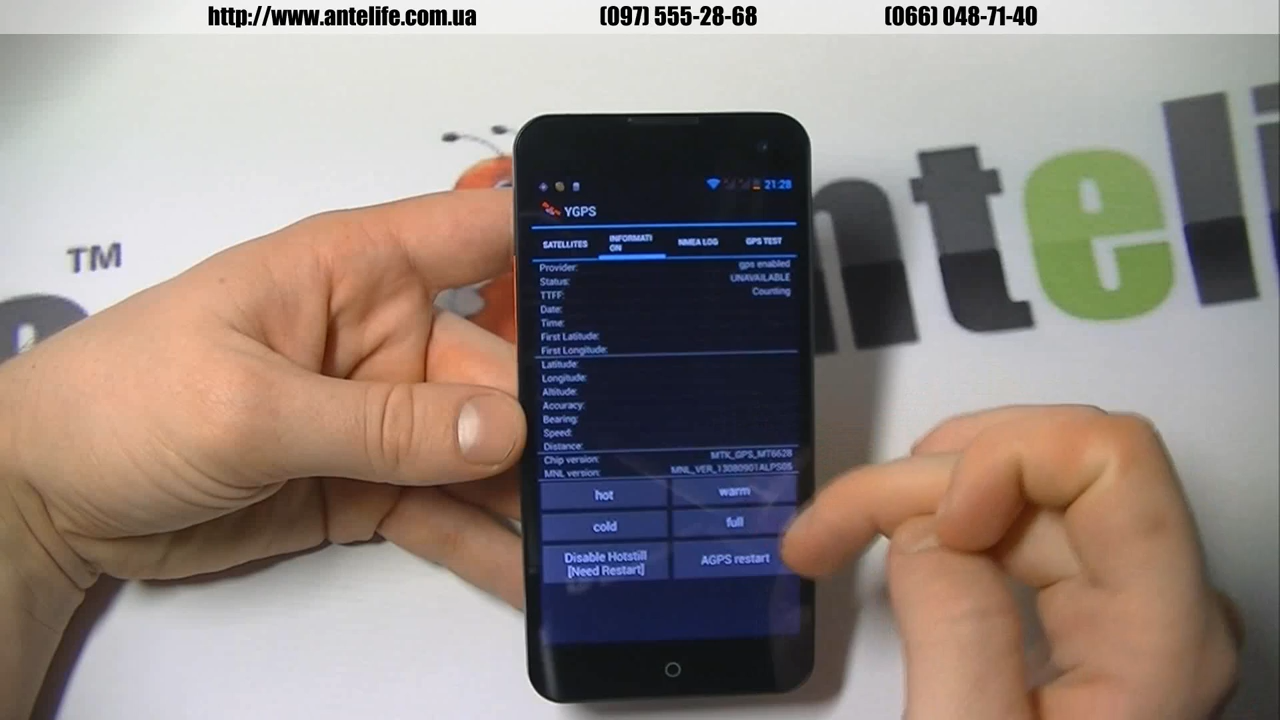 http://www.antelife.com.ua (097) 555-28-68 (066) 048-71-40
TM
anteli
21:28
YGPS
SATELLITES INFORMATI
ON NMEA LOG GPS TEST
Provider: gps enabled
Status: UNAVAILABLE
TTFF: Counting
Date:
Time:
First Latitude:
First Longitude:
Latitude:
Longitude:
Altitude:
Accuracy:
Bearing:
Speed:
Distance:
Chip version: MTK_GPS_MT6628
MNL version: MNL_VER_13080901ALPS05
hot warm
cold full
Disable Hotstill
[Need Restart] AGPS restart